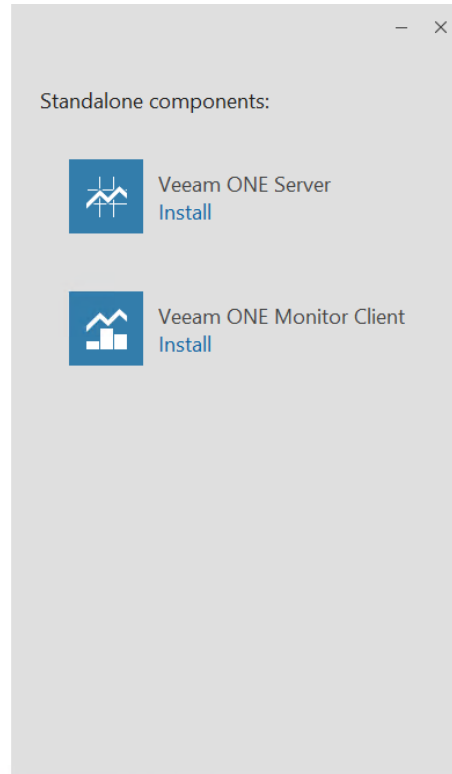 Standalone components:
Veeam ONE Server
Install
Veeam ONE Monitor Client
Install